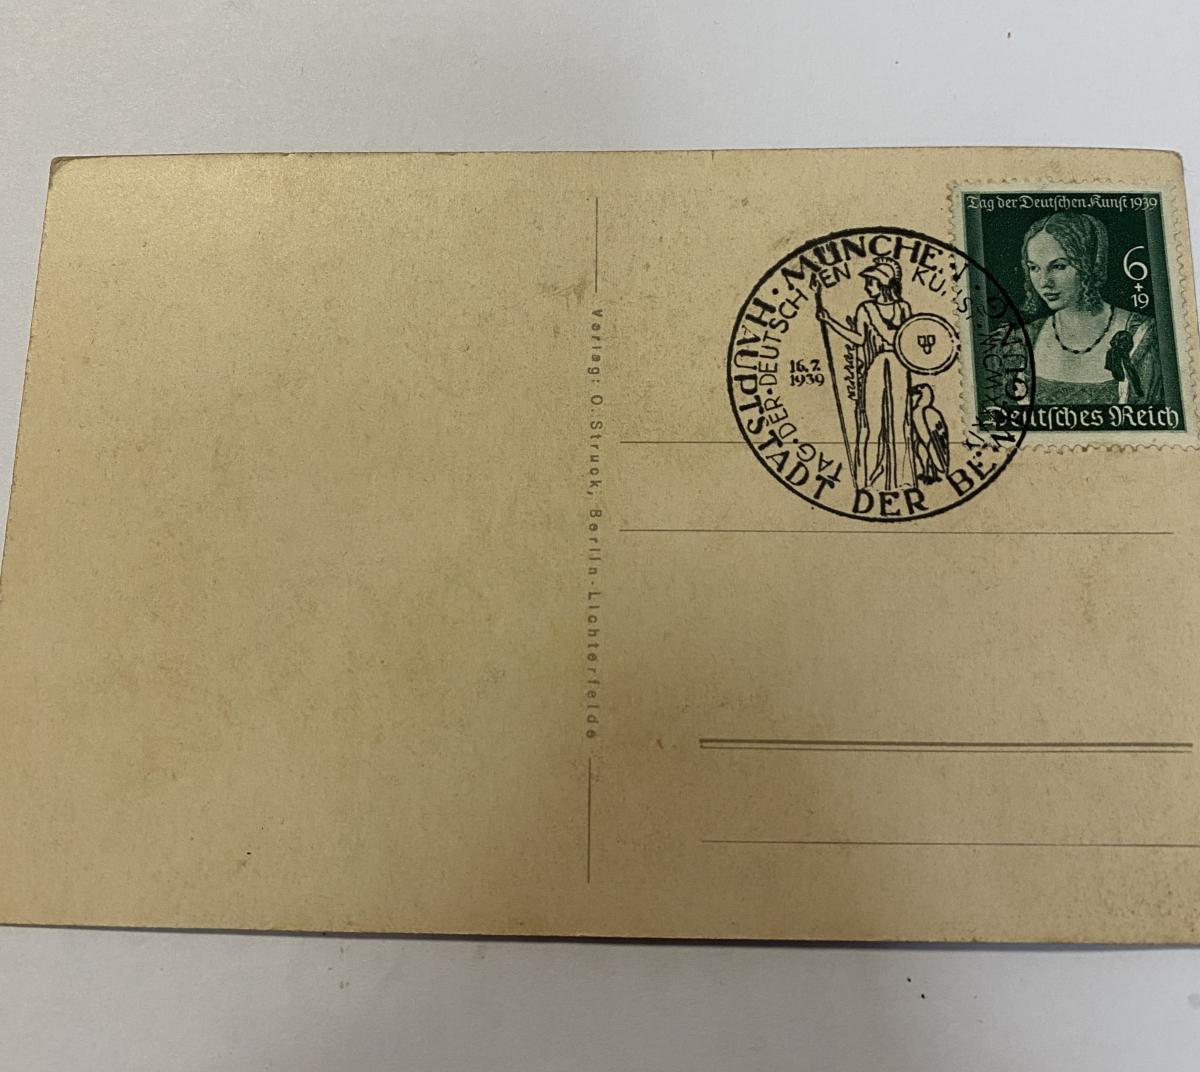 Tag der Deutschen Kunst 1939
6
+
19
Deutsches Reich
MÜNCHEN · HAUPTSTADT DER BEWEGUNG
TAG · DER · DEUTSCHEN KUNST
16.7.
1939
Verlag: O. Struck, Berlin-Lichterfelde